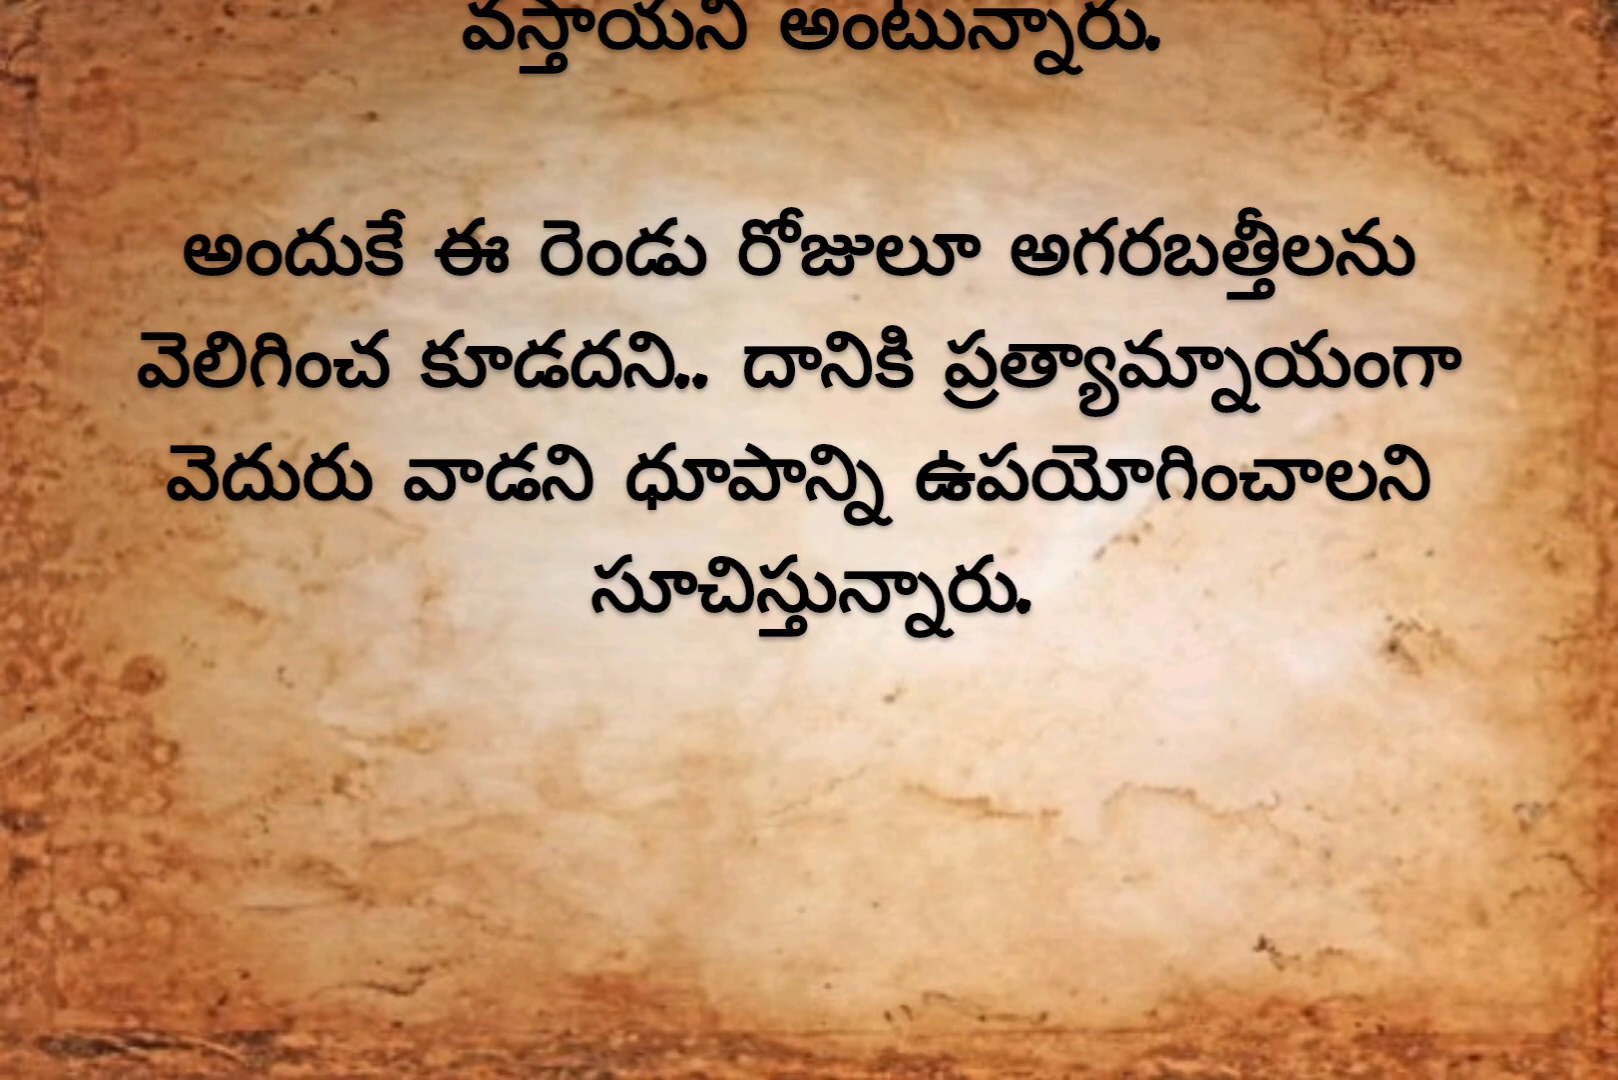 వస్తాయని అంటున్నారు.
అందుకే ఈ రెండు రోజులూ అగరబత్తీలను
వెలిగించ కూడదని.. దానికి ప్రత్యామ్నాయంగా
వెదురు వాడని ధూపాన్ని ఉపయోగించాలని
సూచిస్తున్నారు.